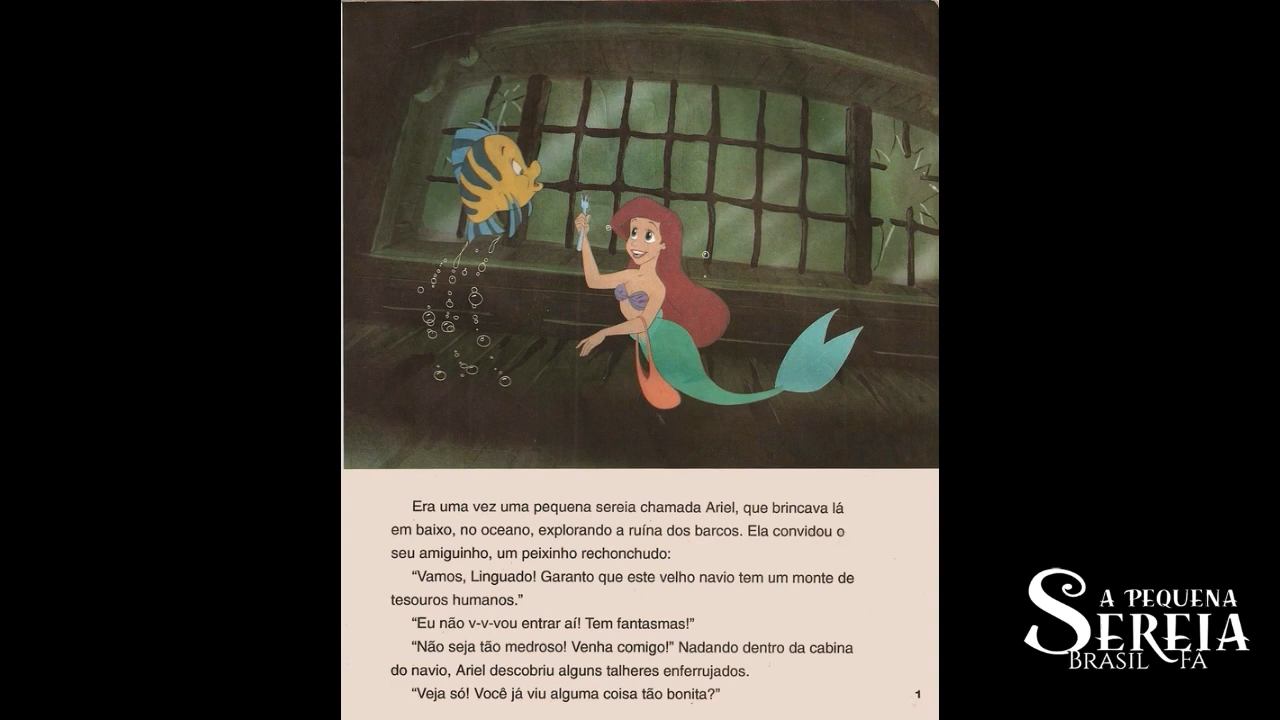 Era uma vez uma pequena sereia chamada Ariel, que brincava lá
em baixo, no oceano, explorando a ruína dos barcos. Ela convidou o
seu amiguinho, um peixinho rechonchudo:
“Vamos, Linguado! Garanto que este velho navio tem um monte de
tesouros humanos.”
“Eu não v-v-vou entrar aí! Tem fantasmas!”
“Não seja tão medroso! Venha comigo!” Nadando dentro da cabina
do navio, Ariel descobriu alguns talheres enferrujados.
“Veja só! Você já viu alguma coisa tão bonita?”
1
A PEQUENA
SEREIA
BRASIL FÃ